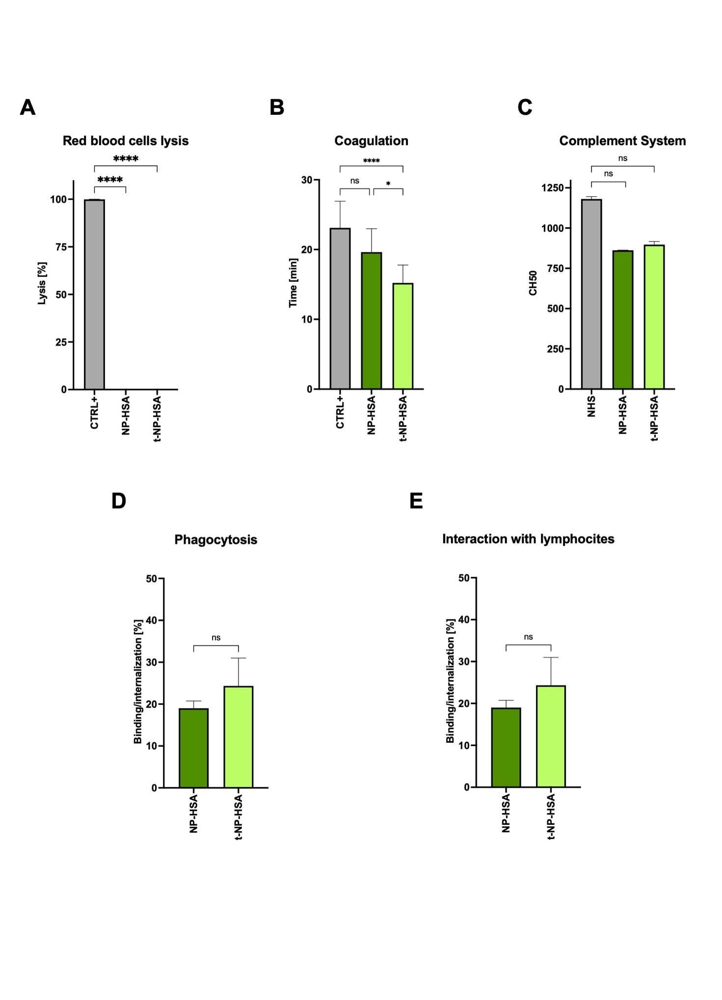 A
Red blood cells lysis
****
****
Lysis [%]
100
75
50
25
0
CTRL+
NP-HSA
t-NP-HSA
B
Coagulation
****
ns
*
Time [min]
30
20
10
0
CTRL+
NP-HSA
t-NP-HSA
C
Complement System
ns
ns
CH50
1250
1000
750
500
250
0
NHS
NP-HSA
t-NP-HSA
D
Phagocytosis
ns
Binding/internalization [%]
50
40
30
20
10
0
NP-HSA
t-NP-HSA
E
Interaction with lymphocites
ns
Binding/internalization [%]
50
40
30
20
10
0
NP-HSA
t-NP-HSA